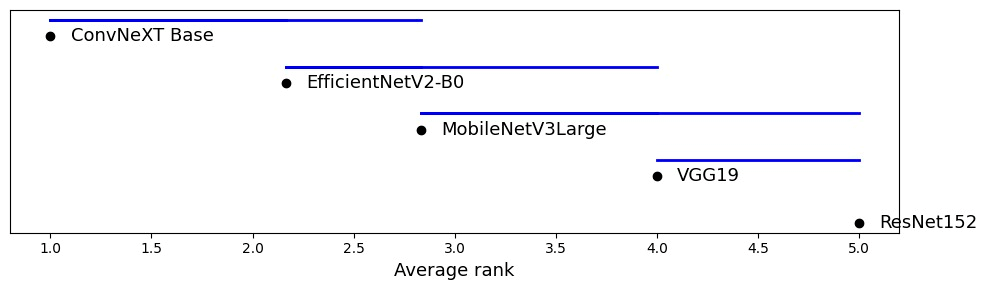 ConvNeXT Base
EfficientNetV2-B0
MobileNetV3Large
VGG19
ResNet152
1.0 1.5 2.0 2.5 3.0 3.5 4.0 4.5 5.0
Average rank